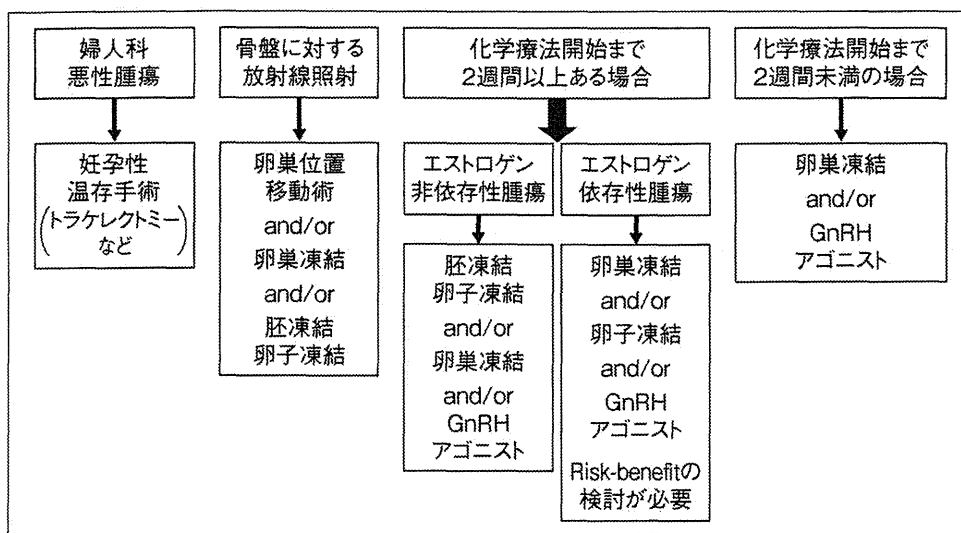 婦人科
悪性腫瘍
妊孕性
温存手術
(トラケレクトミー
など)
骨盤に対する
放射線照射
卵巣位置
移動術
and/or
卵巣凍結
and/or
胚凍結
卵子凍結
化学療法開始まで
2週間以上ある場合
エストロゲン
非依存性腫瘍
胚凍結
卵子凍結
and/or
卵巣凍結
and/or
GnRH
アゴニスト
エストロゲン
依存性腫瘍
卵巣凍結
and/or
卵子凍結
and/or
GnRH
アゴニスト
Risk-benefitの
検討が必要
化学療法開始まで
2週間未満の場合
卵巣凍結
and/or
GnRH
アゴニスト